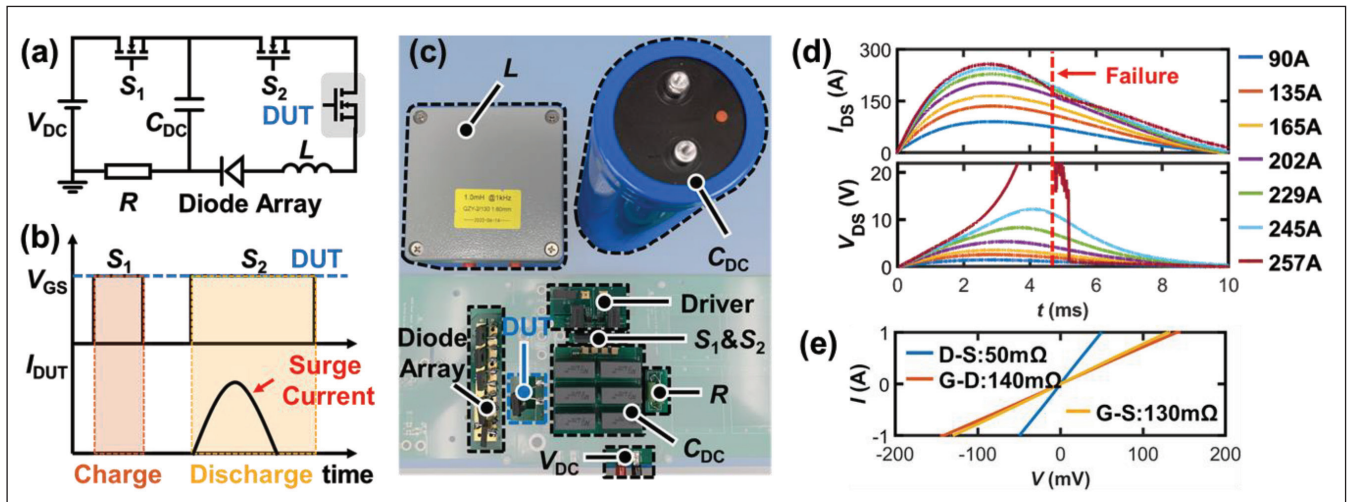 (a)
S1
S2
DUT
VDC
CDC
L
R
Diode Array
(b)
S1
S2
DUT
VGS
IDUT
Surge
Current
Charge
Discharge
time
(c)
L
1.0mH @1kHz
CDC
Driver
DUT
Diode
Array
S1&S2
R
VDC
CDC
(d)
300
150
0
IDS
(A)
Failure
20
10
0
VDS
(V)
0
2
4
6
8
10
t (ms)
90A
135A
165A
202A
229A
245A
257A
(e)
1
0
-1
I (A)
D-S:50mΩ
G-D:140mΩ
G-S:130mΩ
-200
-100
0
100
200
V (mV)